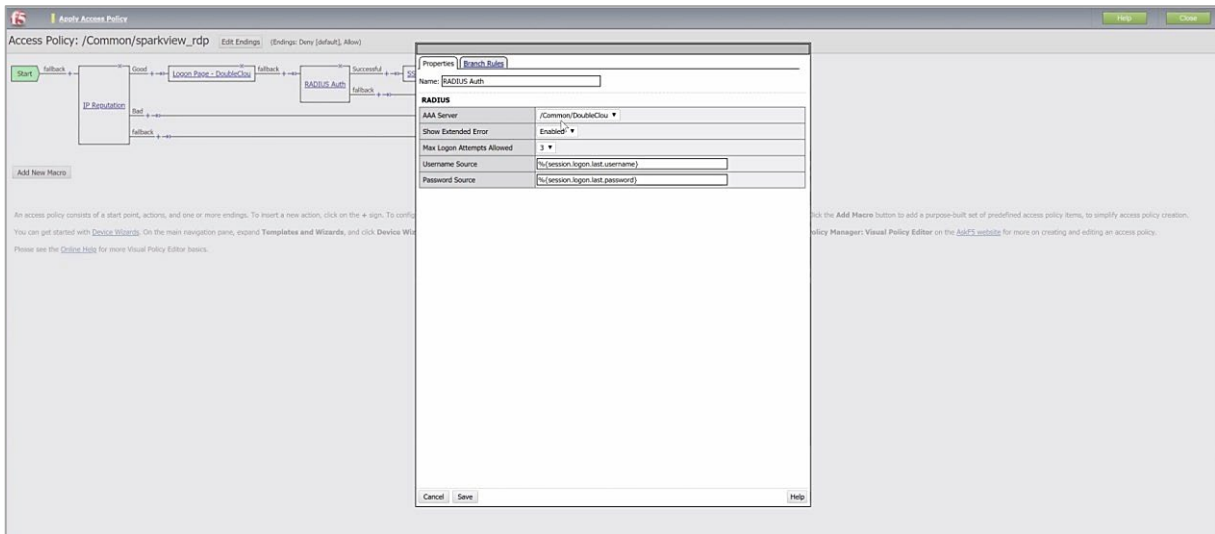 f5
Apply Access Policy
Help
Close
Access Policy: /Common/sparkview_rdp
Edit Endings
(Endings: Deny [default], Allow)
Start
fallback
IP Reputation
Good
Bad
fallback
Logon Page - DoubleClou
fallback
RADIUS Auth
Successful
fallback
SS
Add New Macro
An access policy consists of a start point, actions, and one or more endings. To insert a new action, click on the + sign. To config
You can get started with Device Wizards. On the main navigation pane, expand Templates and Wizards, and click Device Wiz
Please see the Online Help for more Visual Policy Editor basics.
Properties
Branch Rules
Name: RADIUS Auth
RADIUS
AAA Server
/Common/DoubleClou
Show Extended Error
Enabled
Max Logon Attempts Allowed
3
Username Source
%{session.logon.last.username}
Password Source
%{session.logon.last.password}
Cancel
Save
Help
lick the Add Macro button to add a purpose-built set of predefined access policy items, to simplify access policy creation.
olicy Manager: Visual Policy Editor on the AskF5 website for more on creating and editing an access policy.